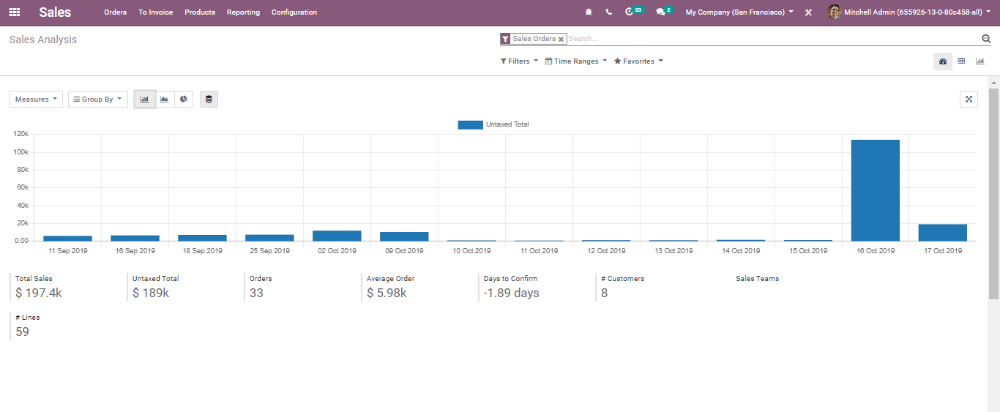 Sales Orders To Invoice Products Reporting Configuration 20 2 My Company (San Francisco) Mitchell Admin (655926-13-0-80c458-all)
Sales Analysis Sales Orders Search...
Filters Time Ranges Favorites
Measures Group By
Untaxed Total
120k
100k
80k
60k
40k
20k
0.00
11 Sep 2019 16 Sep 2019 18 Sep 2019 25 Sep 2019 02 Oct 2019 09 Oct 2019 10 Oct 2019 11 Oct 2019 12 Oct 2019 13 Oct 2019 14 Oct 2019 15 Oct 2019 16 Oct 2019 17 Oct 2019
Total Sales Untaxed Total Orders Average Order Days to Confirm # Customers Sales Teams
$ 197.4k $ 189k 33 $ 5.98k -1.89 days 8
# Lines
59